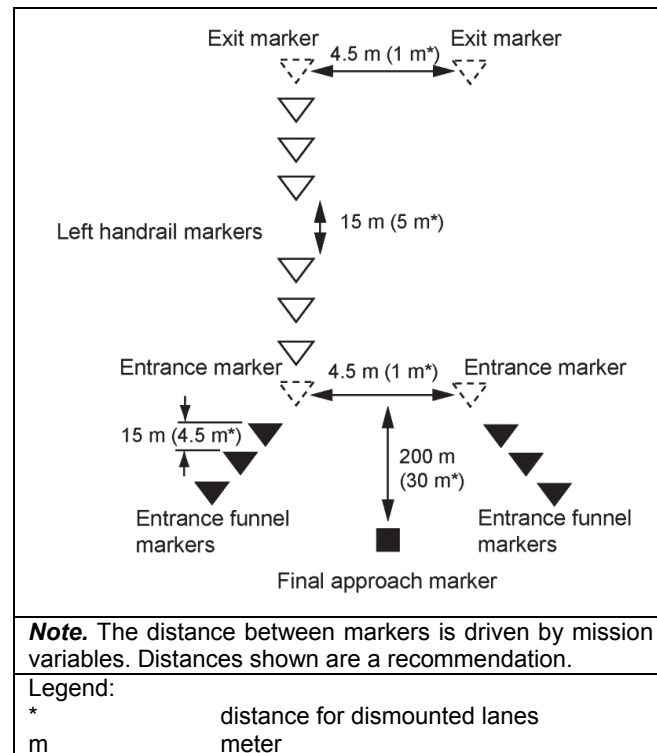 Exit marker
Exit marker
4.5 m (1 m*)
15 m (5 m*)
Left handrail markers
Entrance marker
Entrance marker
4.5 m (1 m*)
15 m (4.5 m*)
200 m
(30 m*)
Entrance funnel
markers
Entrance funnel
markers
Final approach marker
Note. The distance between markers is driven by mission
variables. Distances shown are a recommendation.
Legend:
* distance for dismounted lanes
m meter